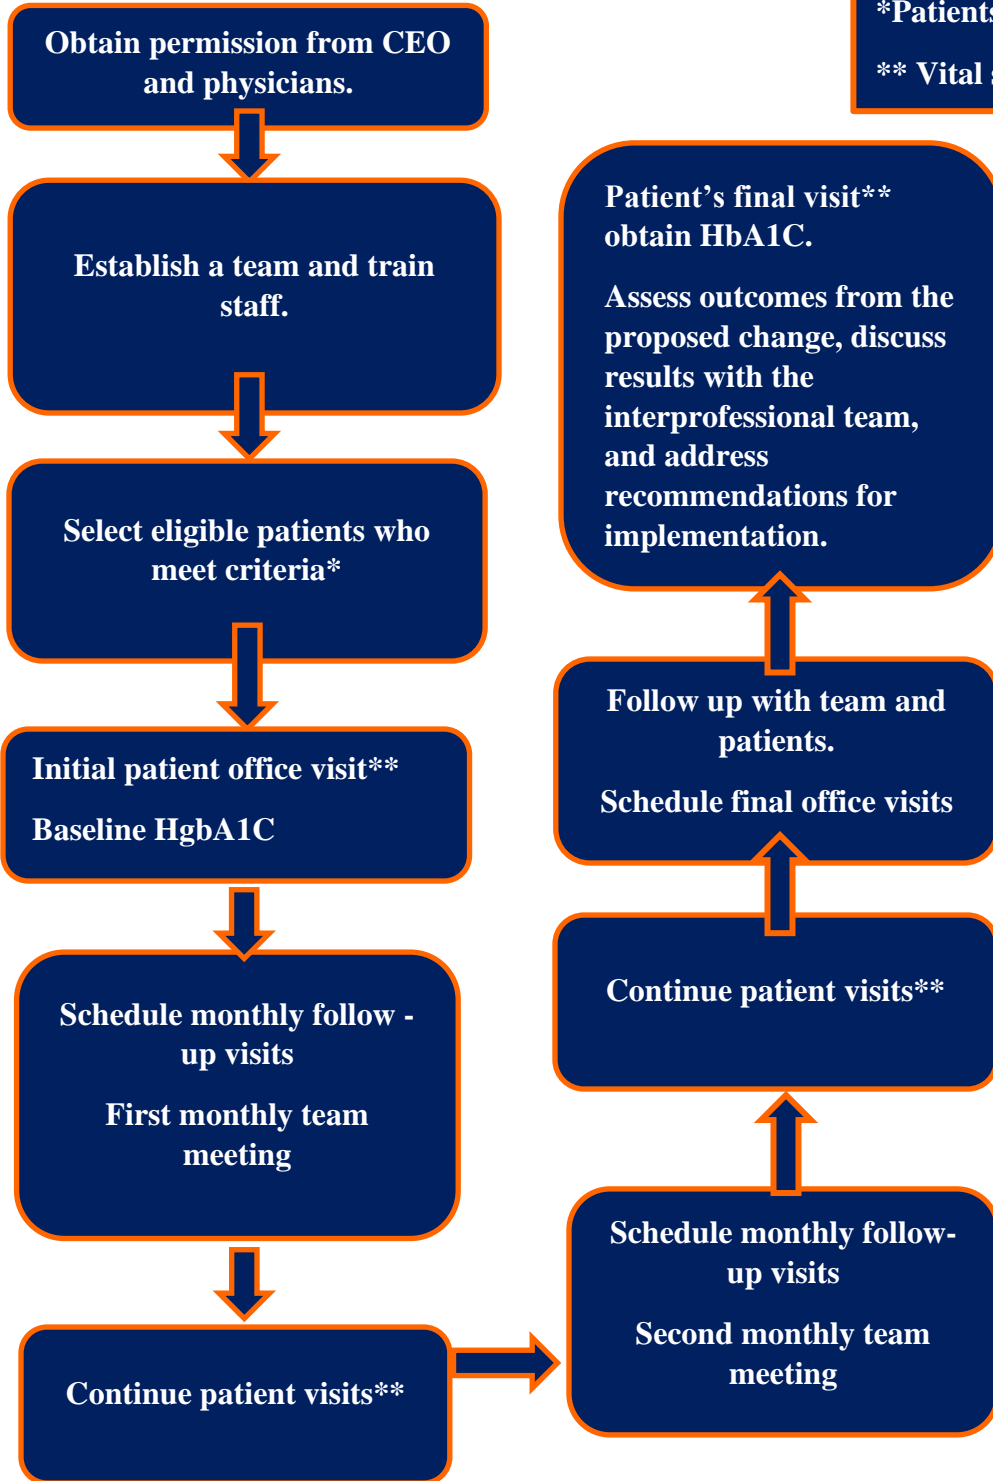 Obtain permission from CEO
and physicians.
Establish a team and train
staff.
Select eligible patients who
meet criteria*
Initial patient office visit**
Baseline HgbA1C
Schedule monthly follow -
up visits
First monthly team
meeting
Continue patient visits**
Schedule monthly follow-
up visits
Second monthly team
meeting
Continue patient visits**
Follow up with team and
patients.
Schedule final office visits
Patient’s final visit**
obtain HbA1C.
Assess outcomes from the
proposed change, discuss
results with the
interprofessional team,
and address
recommendations for
implementation.
*Patients
** Vital